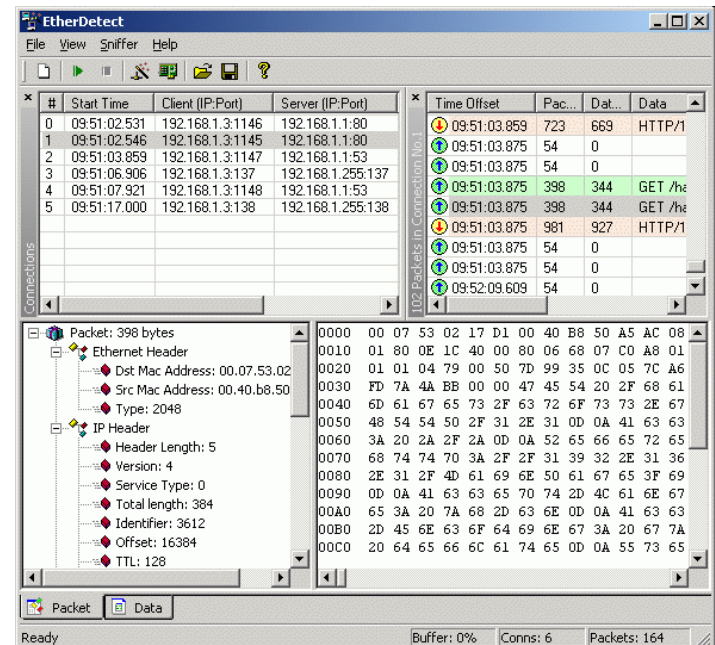 EtherDetect
File View Sniffer Help
# Start Time Client (IP:Port) Server (IP:Port)
0 09:51:02.531 192.168.1.3:1146 192.168.1.1:80
1 09:51:02.546 192.168.1.3:1145 192.168.1.1:80
2 09:51:03.859 192.168.1.3:1147 192.168.1.1:53
3 09:51:06.906 192.168.1.3:137 192.168.1.255:137
4 09:51:07.921 192.168.1.3:1148 192.168.1.1:53
5 09:51:17.000 192.168.1.3:138 192.168.1.255:138
Connections
Time Offset Pac... Dat... Data
09:51:03.859 723 669 HTTP/1
09:51:03.875 54 0
09:51:03.875 54 0
09:51:03.875 398 344 GET /ha
09:51:03.875 398 344 GET /ha
09:51:03.875 981 927 HTTP/1
09:51:03.875 54 0
09:51:03.875 54 0
09:52:09.609 54 0
102 Packets in Connection No.1
Packet: 398 bytes
Ethernet Header
Dst Mac Address: 00.07.53.02
Src Mac Address: 00.40.b8.50
Type: 2048
IP Header
Header Length: 5
Version: 4
Service Type: 0
Total length: 384
Identifier: 3612
Offset: 16384
TTL: 128
0000 00 07 53 02 17 D1 00 40 B8 50 A5 AC 08
0010 01 80 0E 1C 40 00 80 06 68 07 C0 A8 01
0020 01 01 04 79 00 50 7D 99 35 0C 05 7C A6
0030 FD 7A 4A BB 00 00 47 45 54 20 2F 68 61
0040 6D 61 67 65 73 2F 63 72 6F 73 73 2E 67
0050 48 54 54 50 2F 31 2E 31 0D 0A 41 63 63
0060 3A 20 2A 2F 2A 0D 0A 52 65 66 65 72 65
0070 68 74 74 70 3A 2F 2F 31 39 32 2E 31 36
0080 2E 31 2F 4D 61 69 6E 50 61 67 65 3F 69
0090 0D 0A 41 63 63 65 70 74 2D 4C 61 6E 67
00A0 65 3A 20 7A 68 2D 63 6E 0D 0A 41 63 63
00B0 2D 45 6E 63 6F 64 69 6E 67 3A 20 67 7A
00C0 20 64 65 66 6C 61 74 65 0D 0A 55 73 65
Packet Data
Ready Buffer: 0% Conns: 6 Packets: 164